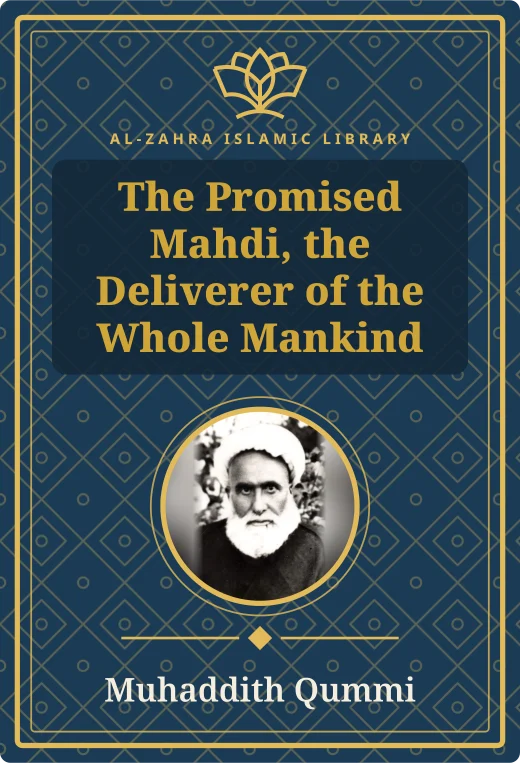 AL-ZAHRA ISLAMIC LIBRARY
The Promised
Mahdi, the
Deliverer of the
Whole Mankind
Muhaddith Qummi